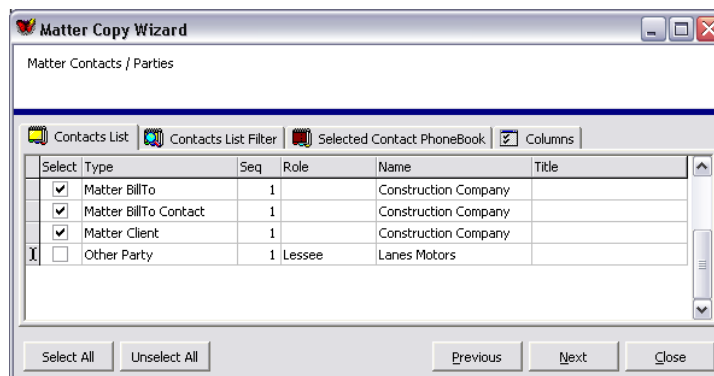 Matter Copy Wizard
Matter Contacts / Parties
Contacts List Contacts List Filter Selected Contact PhoneBook Columns
Select Type Seq Role Name Title
Matter BillTo 1 Construction Company
Matter BillTo Contact 1 Construction Company
Matter Client 1 Construction Company
Other Party 1 Lessee Lanes Motors
Select All Unselect All Previous Next Close